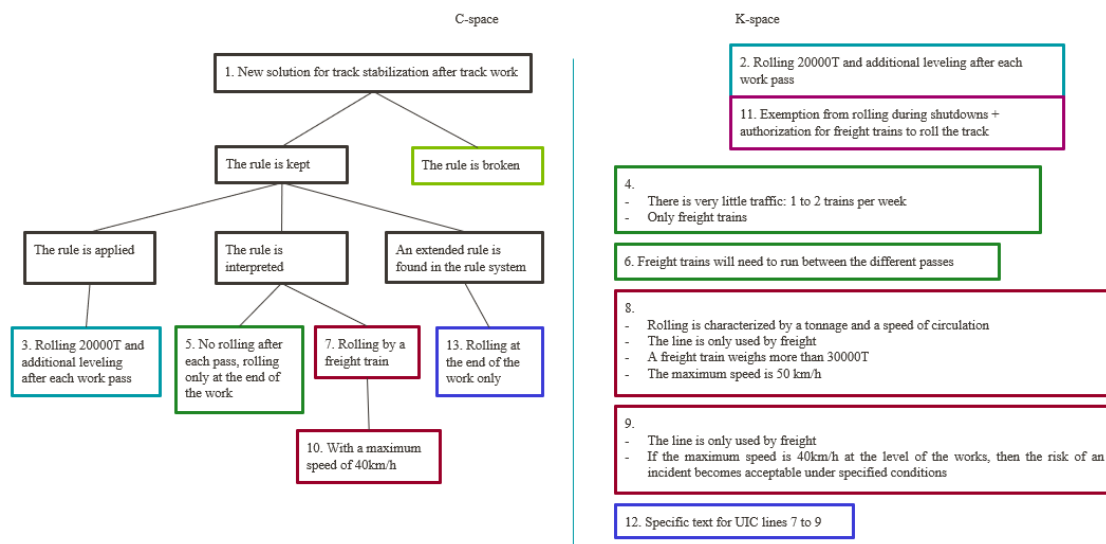 C-space
K-space
1. New solution for track stabilization after track work
The rule is kept
The rule is broken
The rule is applied
The rule is
interpreted
An extended rule is
found in the rule system
3. Rolling 20000T and
additional leveling
after each work pass
5. No rolling after
each pass, rolling
only at the end of
the work
7. Rolling by a
freight train
13. Rolling at
the end of the
work only
10. With a maximum
speed of 40km/h
2. Rolling 20000T and additional leveling after each
work pass
11. Exemption from rolling during shutdowns +
authorization for freight trains to roll the track
4.
- There is very little traffic: 1 to 2 trains per week
- Only freight trains
6. Freight trains will need to run between the different passes
8.
- Rolling is characterized by a tonnage and a speed of circulation
- The line is only used by freight
- A freight train weighs more than 30000T
- The maximum speed is 50 km/h
9.
- The line is only used by freight
- If the maximum speed is 40km/h at the level of the works, then the risk of an
incident becomes acceptable under specified conditions
12. Specific text for UIC lines 7 to 9